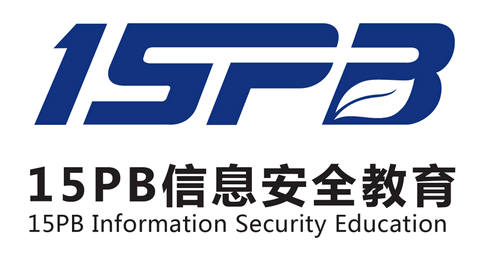 15PB
15PB信息安全教育
15PB Information Security Education